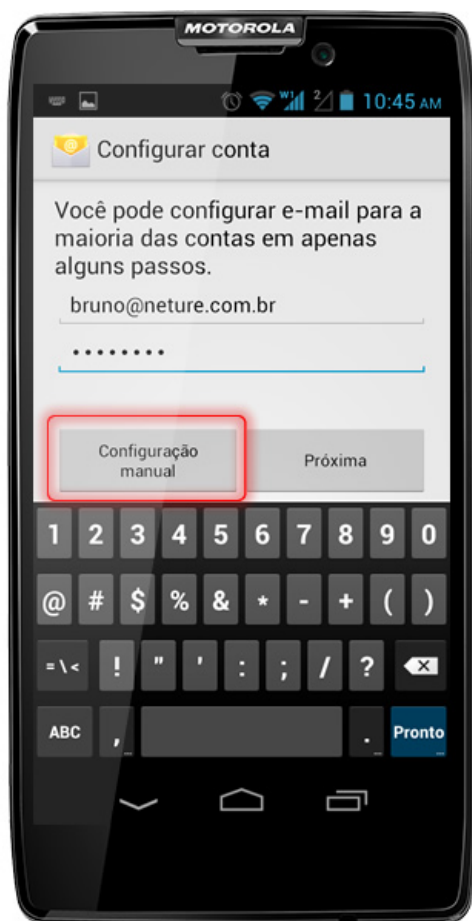 MOTOROLA
10:45 AM
Configurar conta
Você pode configurar e-mail para a
maioria das contas em apenas
alguns passos.
bruno@neture.com.br
••••••••
Configuração
manual
Próxima
1 2 3 4 5 6 7 8 9 0
@ # $ % & * - + ( )
= \ < ! " ' : ; / ?
ABC , . Pronto